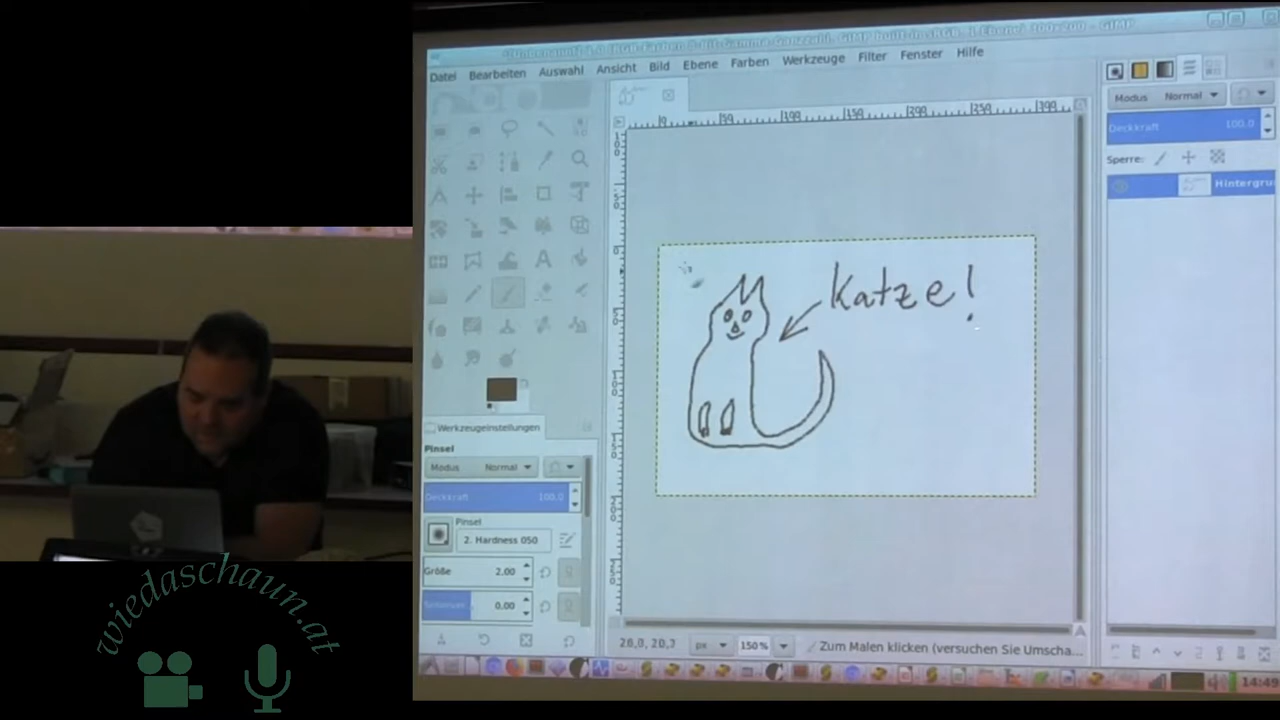 Datei Bearbeiten Auswahl Ansicht Bild Ebene Farben Werkzeuge Filter Fenster Hilfe
Modus Normal
Deckkraft 100.0
Sperre:
Hintergru
Katze!
Werkzeugeinstellungen
Pinsel
Modus Normal
Deckkraft 100.0
Pinsel
2. Hardness 050
Größe 2.00
0.00
px 150% Zum Malen klicken (versuchen Sie Umscha...
14:49
wiedaschaun.at